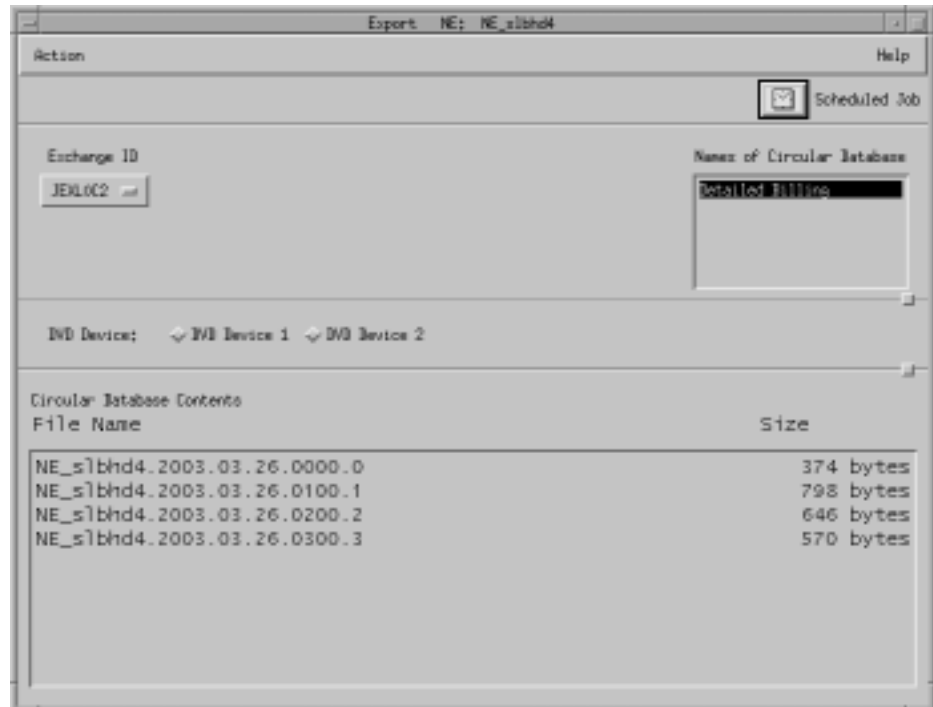 Export NE: NE_slbhd4
Action Help
Scheduled Job
Exchange ID Names of Circular Database
JEXLOC2 Detailed Billing
DVD Device: DVD Device 1 DVD Device 2
Circular Database Contents
File Name Size
NE_slbhd4.2003.03.26.0000.0 374 bytes
NE_slbhd4.2003.03.26.0100.1 798 bytes
NE_slbhd4.2003.03.26.0200.2 646 bytes
NE_slbhd4.2003.03.26.0300.3 570 bytes